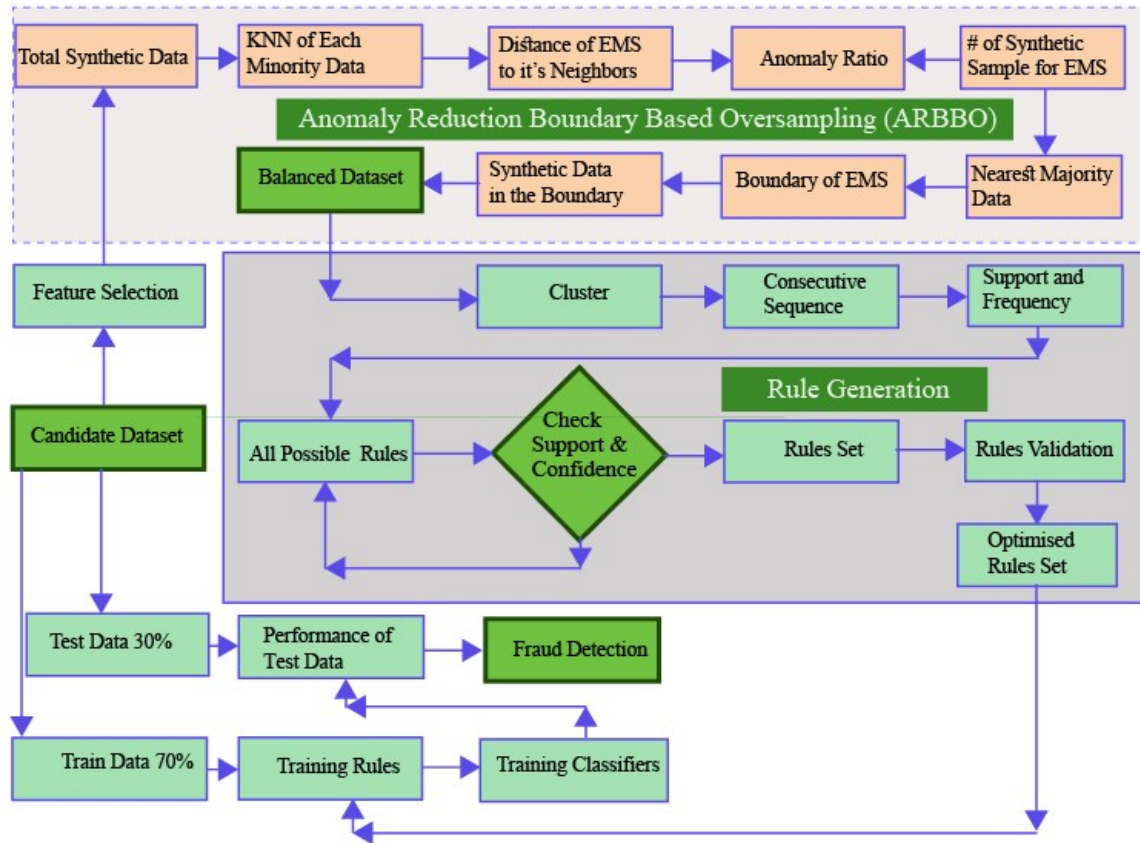 Total Synthetic Data
KNN of Each
Minority Data
Distance of EMS
to it's Neighbors
Anomaly Ratio
# of Synthetic
Sample for EMS
Anomaly Reduction Boundary Based Oversampling (ARBBO)
Balanced Dataset
Synthetic Data
in the Boundary
Boundary of EMS
Nearest Majority
Data
Feature Selection
Cluster
Consecutive
Sequence
Support and
Frequency
Rule Generation
Candidate Dataset
All Possible Rules
Check
Support &
Confidence
Rules Set
Rules Validation
Optimised
Rules Set
Test Data 30%
Performance of
Test Data
Fraud Detection
Train Data 70%
Training Rules
Training Classifiers